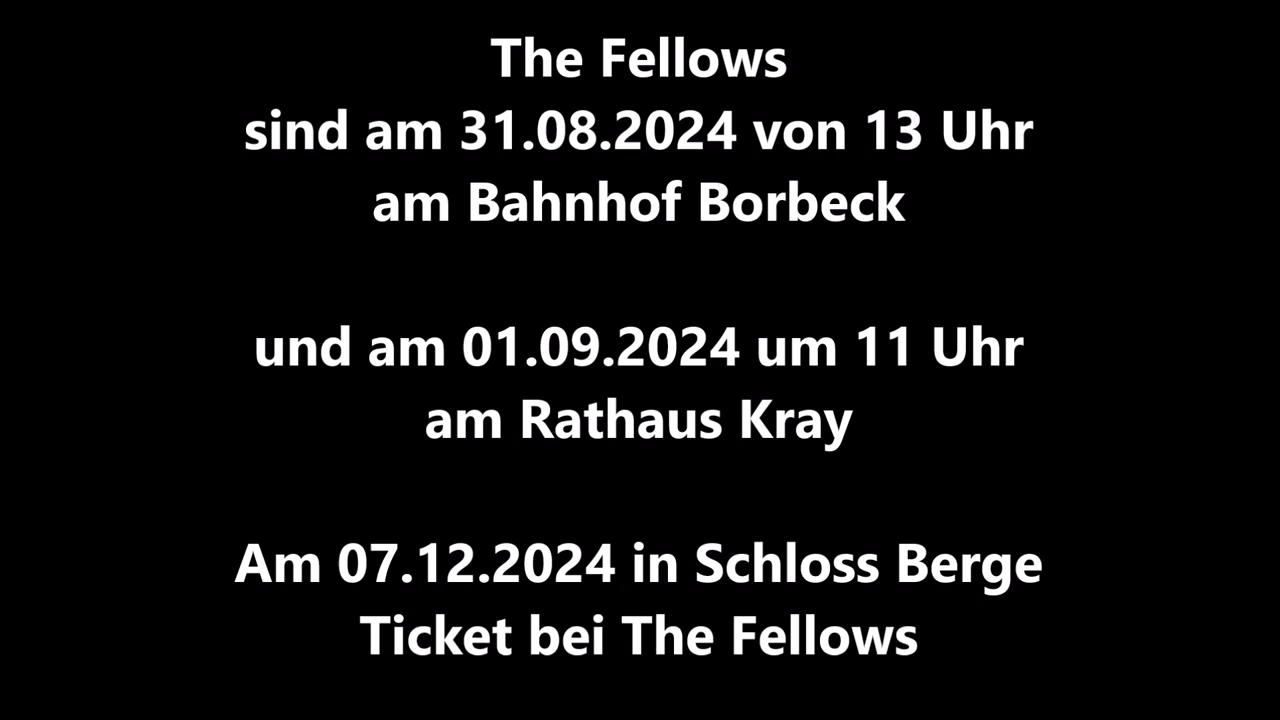 The Fellows
sind am 31.08.2024 von 13 Uhr
am Bahnhof Borbeck
und am 01.09.2024 um 11 Uhr
am Rathaus Kray
Am 07.12.2024 in Schloss Berge
Ticket bei The Fellows